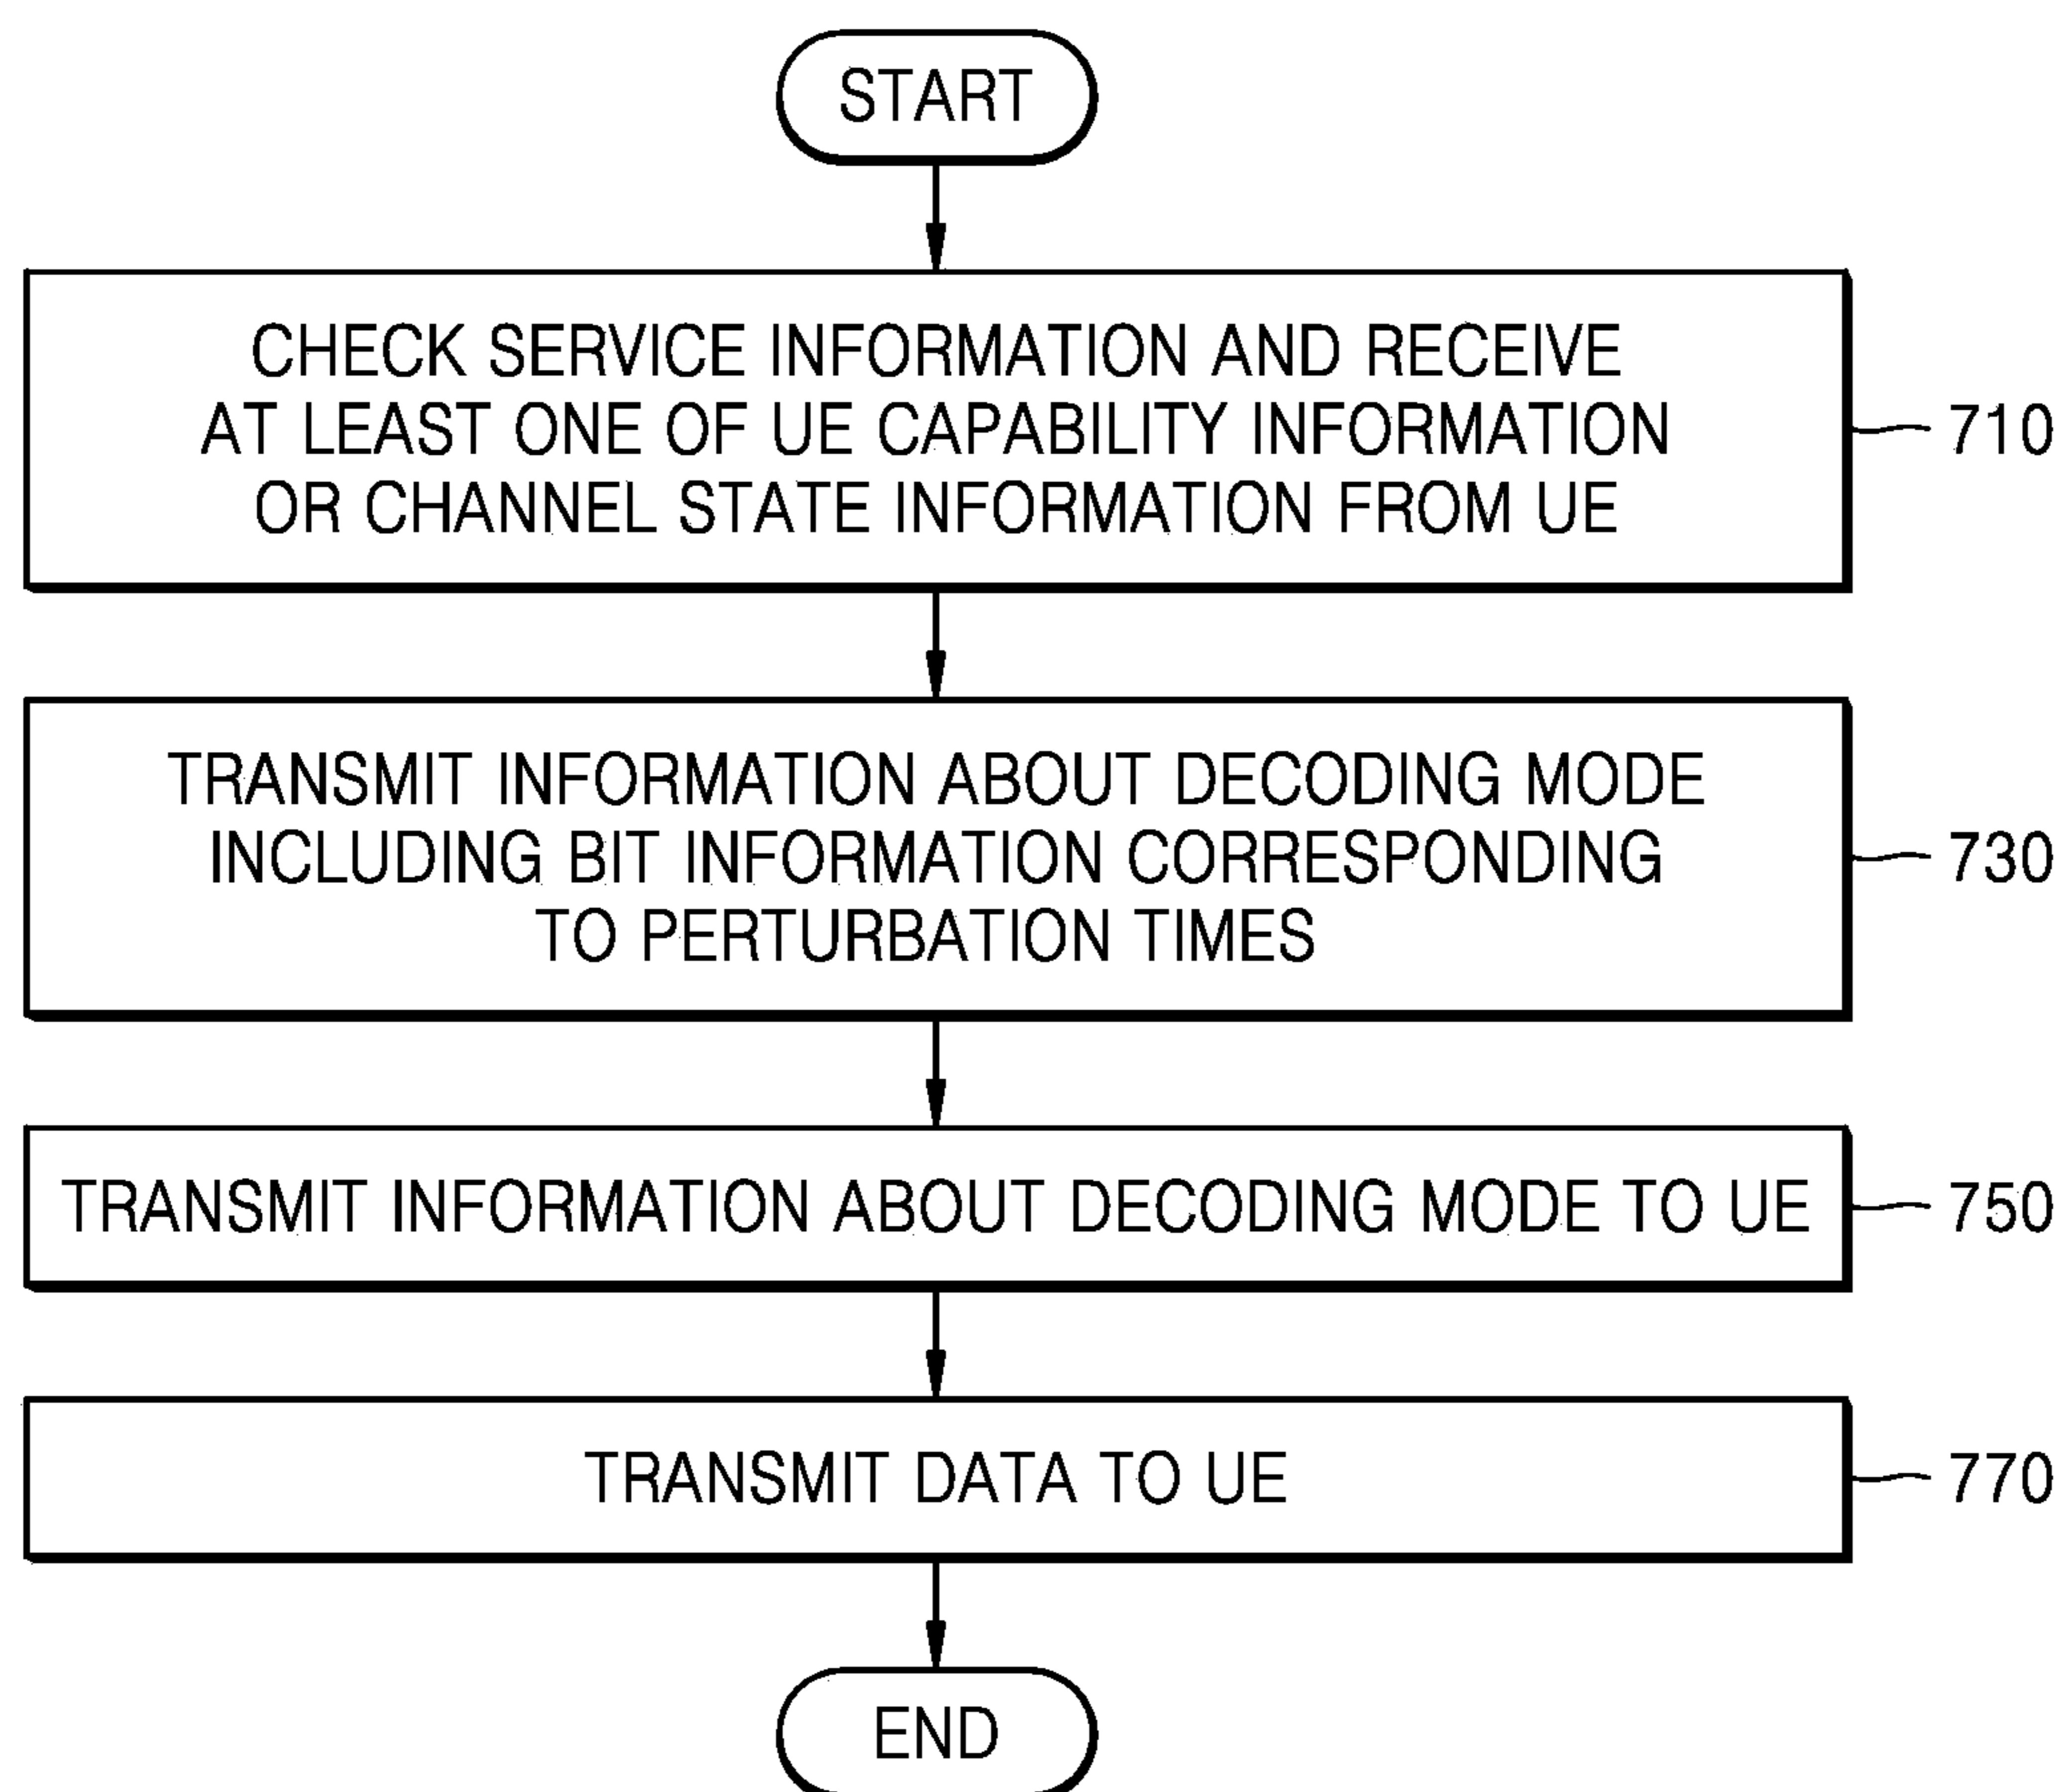 START
CHECK SERVICE INFORMATION AND RECEIVE
AT LEAST ONE OF UE CAPABILITY INFORMATION
OR CHANNEL STATE INFORMATION FROM UE
710
TRANSMIT INFORMATION ABOUT DECODING MODE
INCLUDING BIT INFORMATION CORRESPONDING
TO PERTURBATION TIMES
730
TRANSMIT INFORMATION ABOUT DECODING MODE TO UE
750
TRANSMIT DATA TO UE
770
END